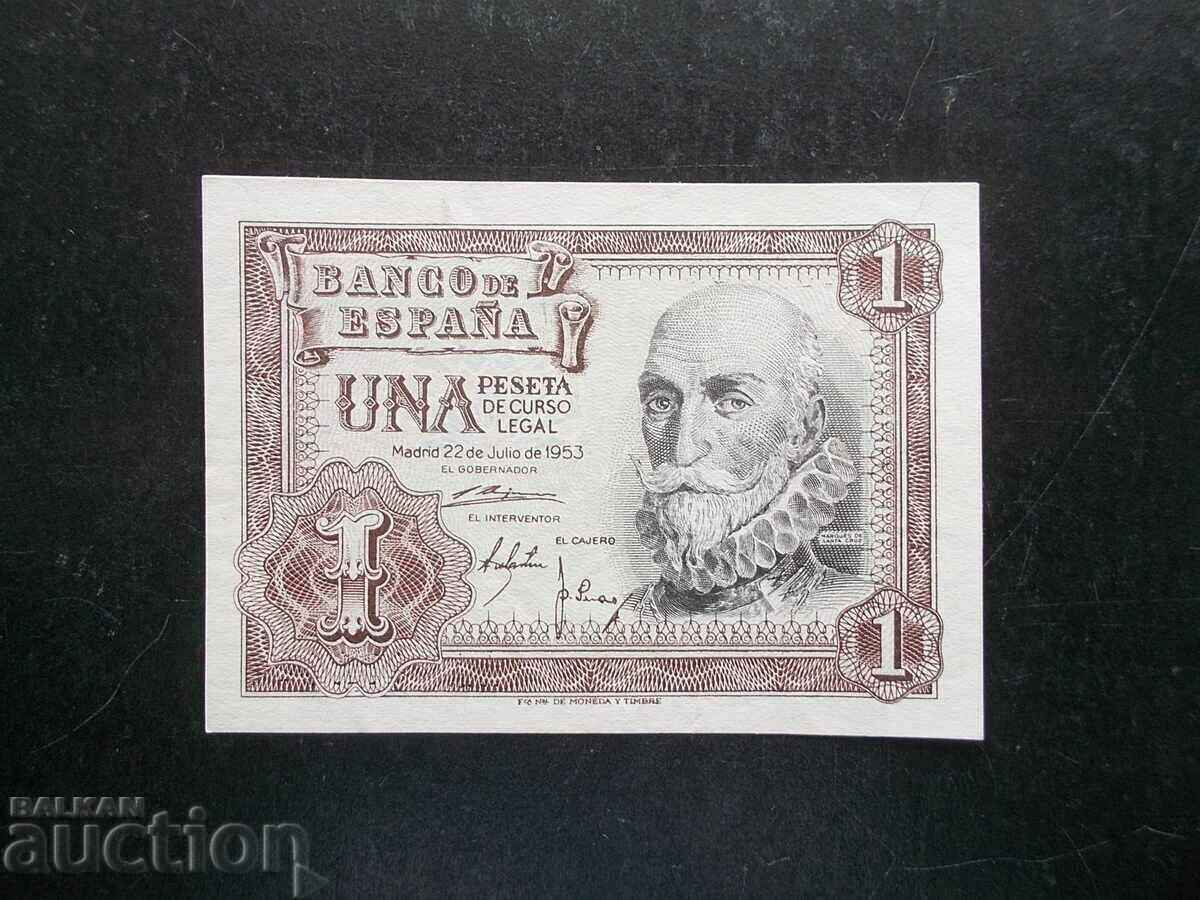 BANCO DE
ESPAÑA
1
UNA PESETA
DE CURSO
LEGAL
Madrid 22 de Julio de 1953
EL GOBERNADOR
EL INTERVENTOR
EL CAJERO
MARQUES DE
SANTA CRUZ
1
1
Fca Nal DE MONEDA Y TIMBRE
BALKAN
auction